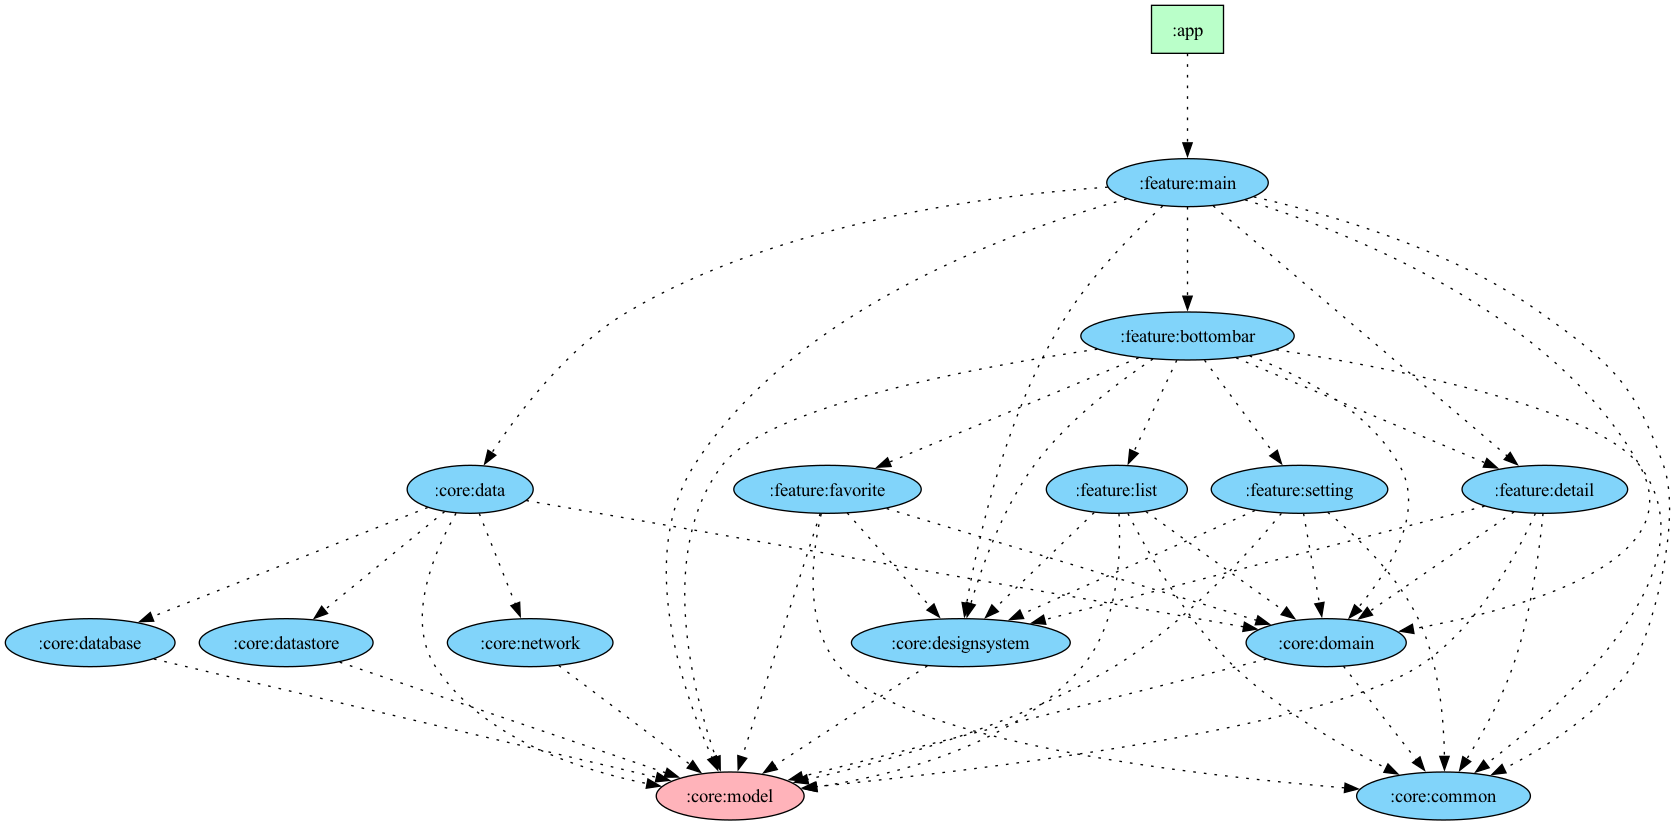 :app
:feature:main
:feature:bottombar
:core:data
:feature:favorite
:feature:list
:feature:setting
:feature:detail
:core:database
:core:datastore
:core:network
:core:designsystem
:core:domain
:core:model
:core:common